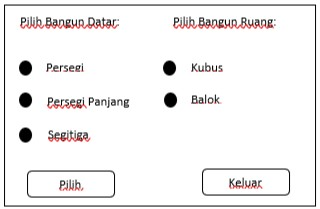 Pilih Bangun Datar:
Pilih Bangun Ruang:
Persegi
Kubus
Persegi Panjang
Balok
Segitiga
Pilih
Keluar